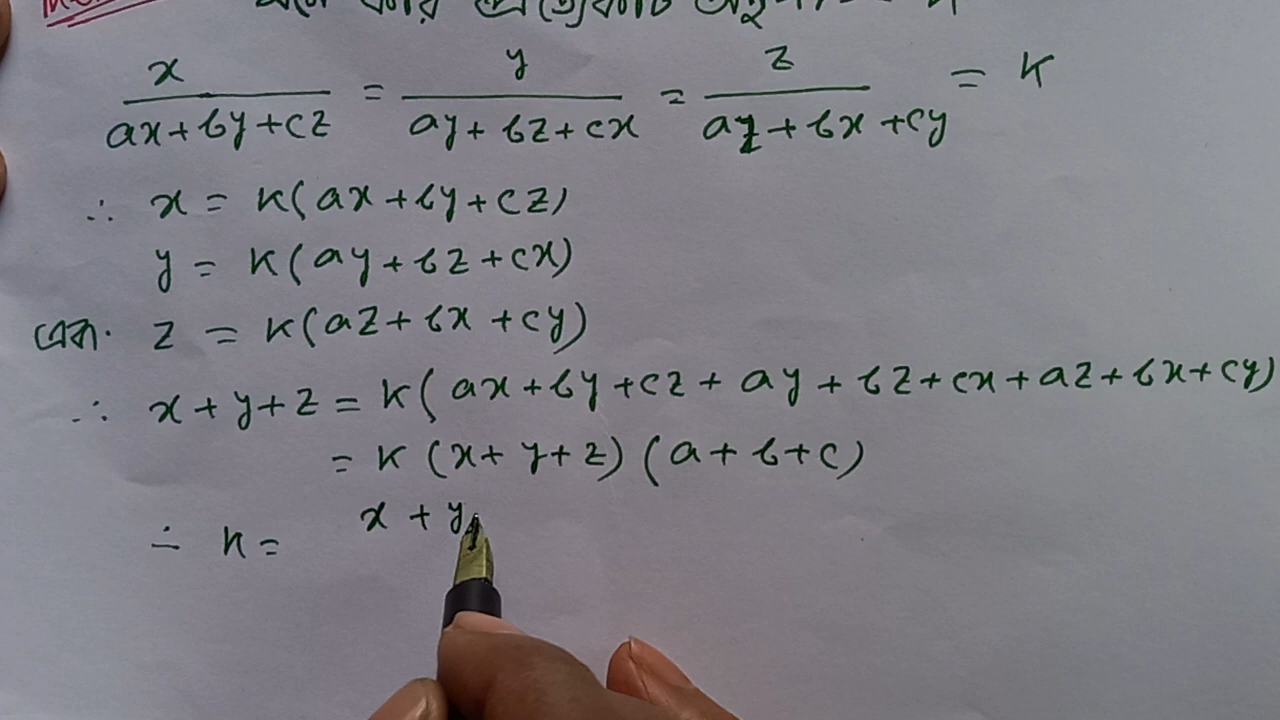 x/(ax+by+cz) = y/(ay+bz+cx) = z/(az+bx+cy) = K
∴ x = K(ax+by+cz)
y = K(ay+bz+cx)
এবং z = K(az+bx+cy)
∴ x+y+z = K(ax+by+cz+ay+bz+cx+az+bx+cy)
= K(x+y+z)(a+b+c)
∴ K = x+y